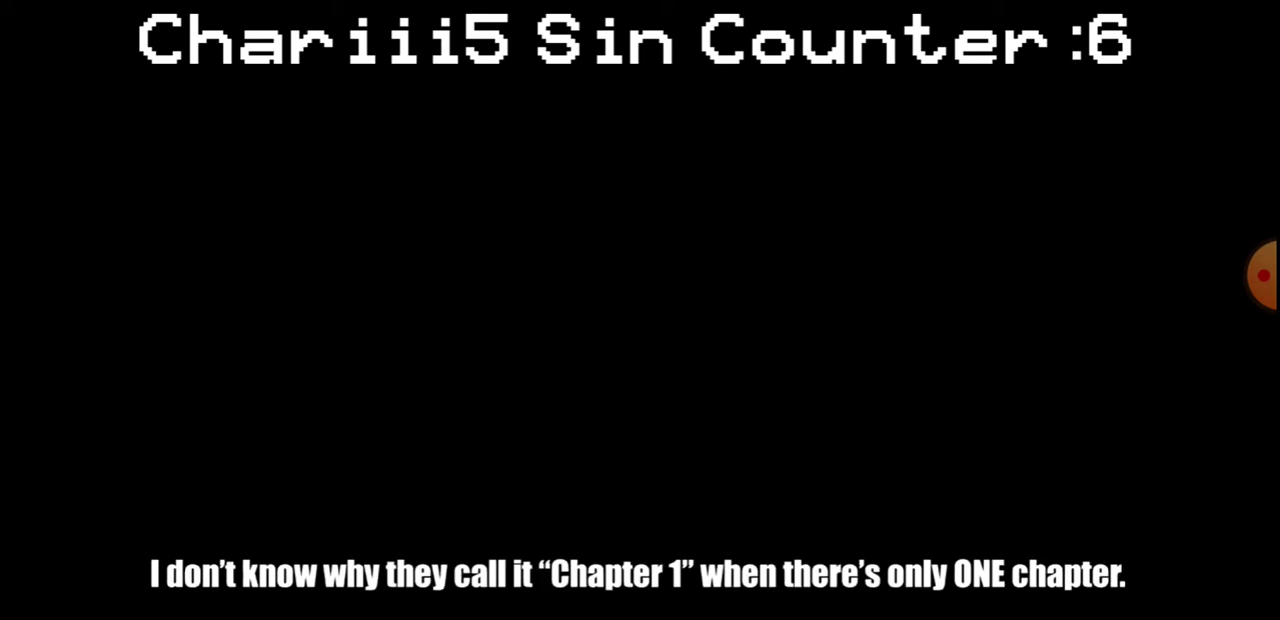 Chariii5 Sin Counter :6
I don’t know why they call it “Chapter 1” when there’s only ONE chapter.